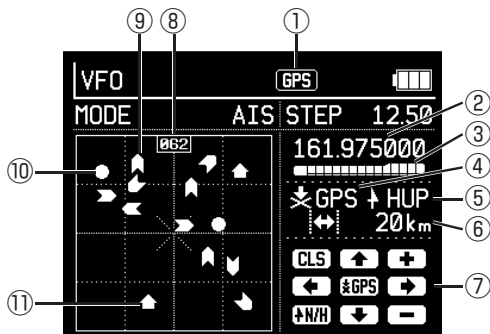 ⑨ ⑧ ①
VFO GPS
MODE AIS STEP 12.50 ②
062 161.975000 ③
④
⑩ GPS HUP ⑤
20km ⑥
CLS +
GPS ⑦
⑪ N/H −